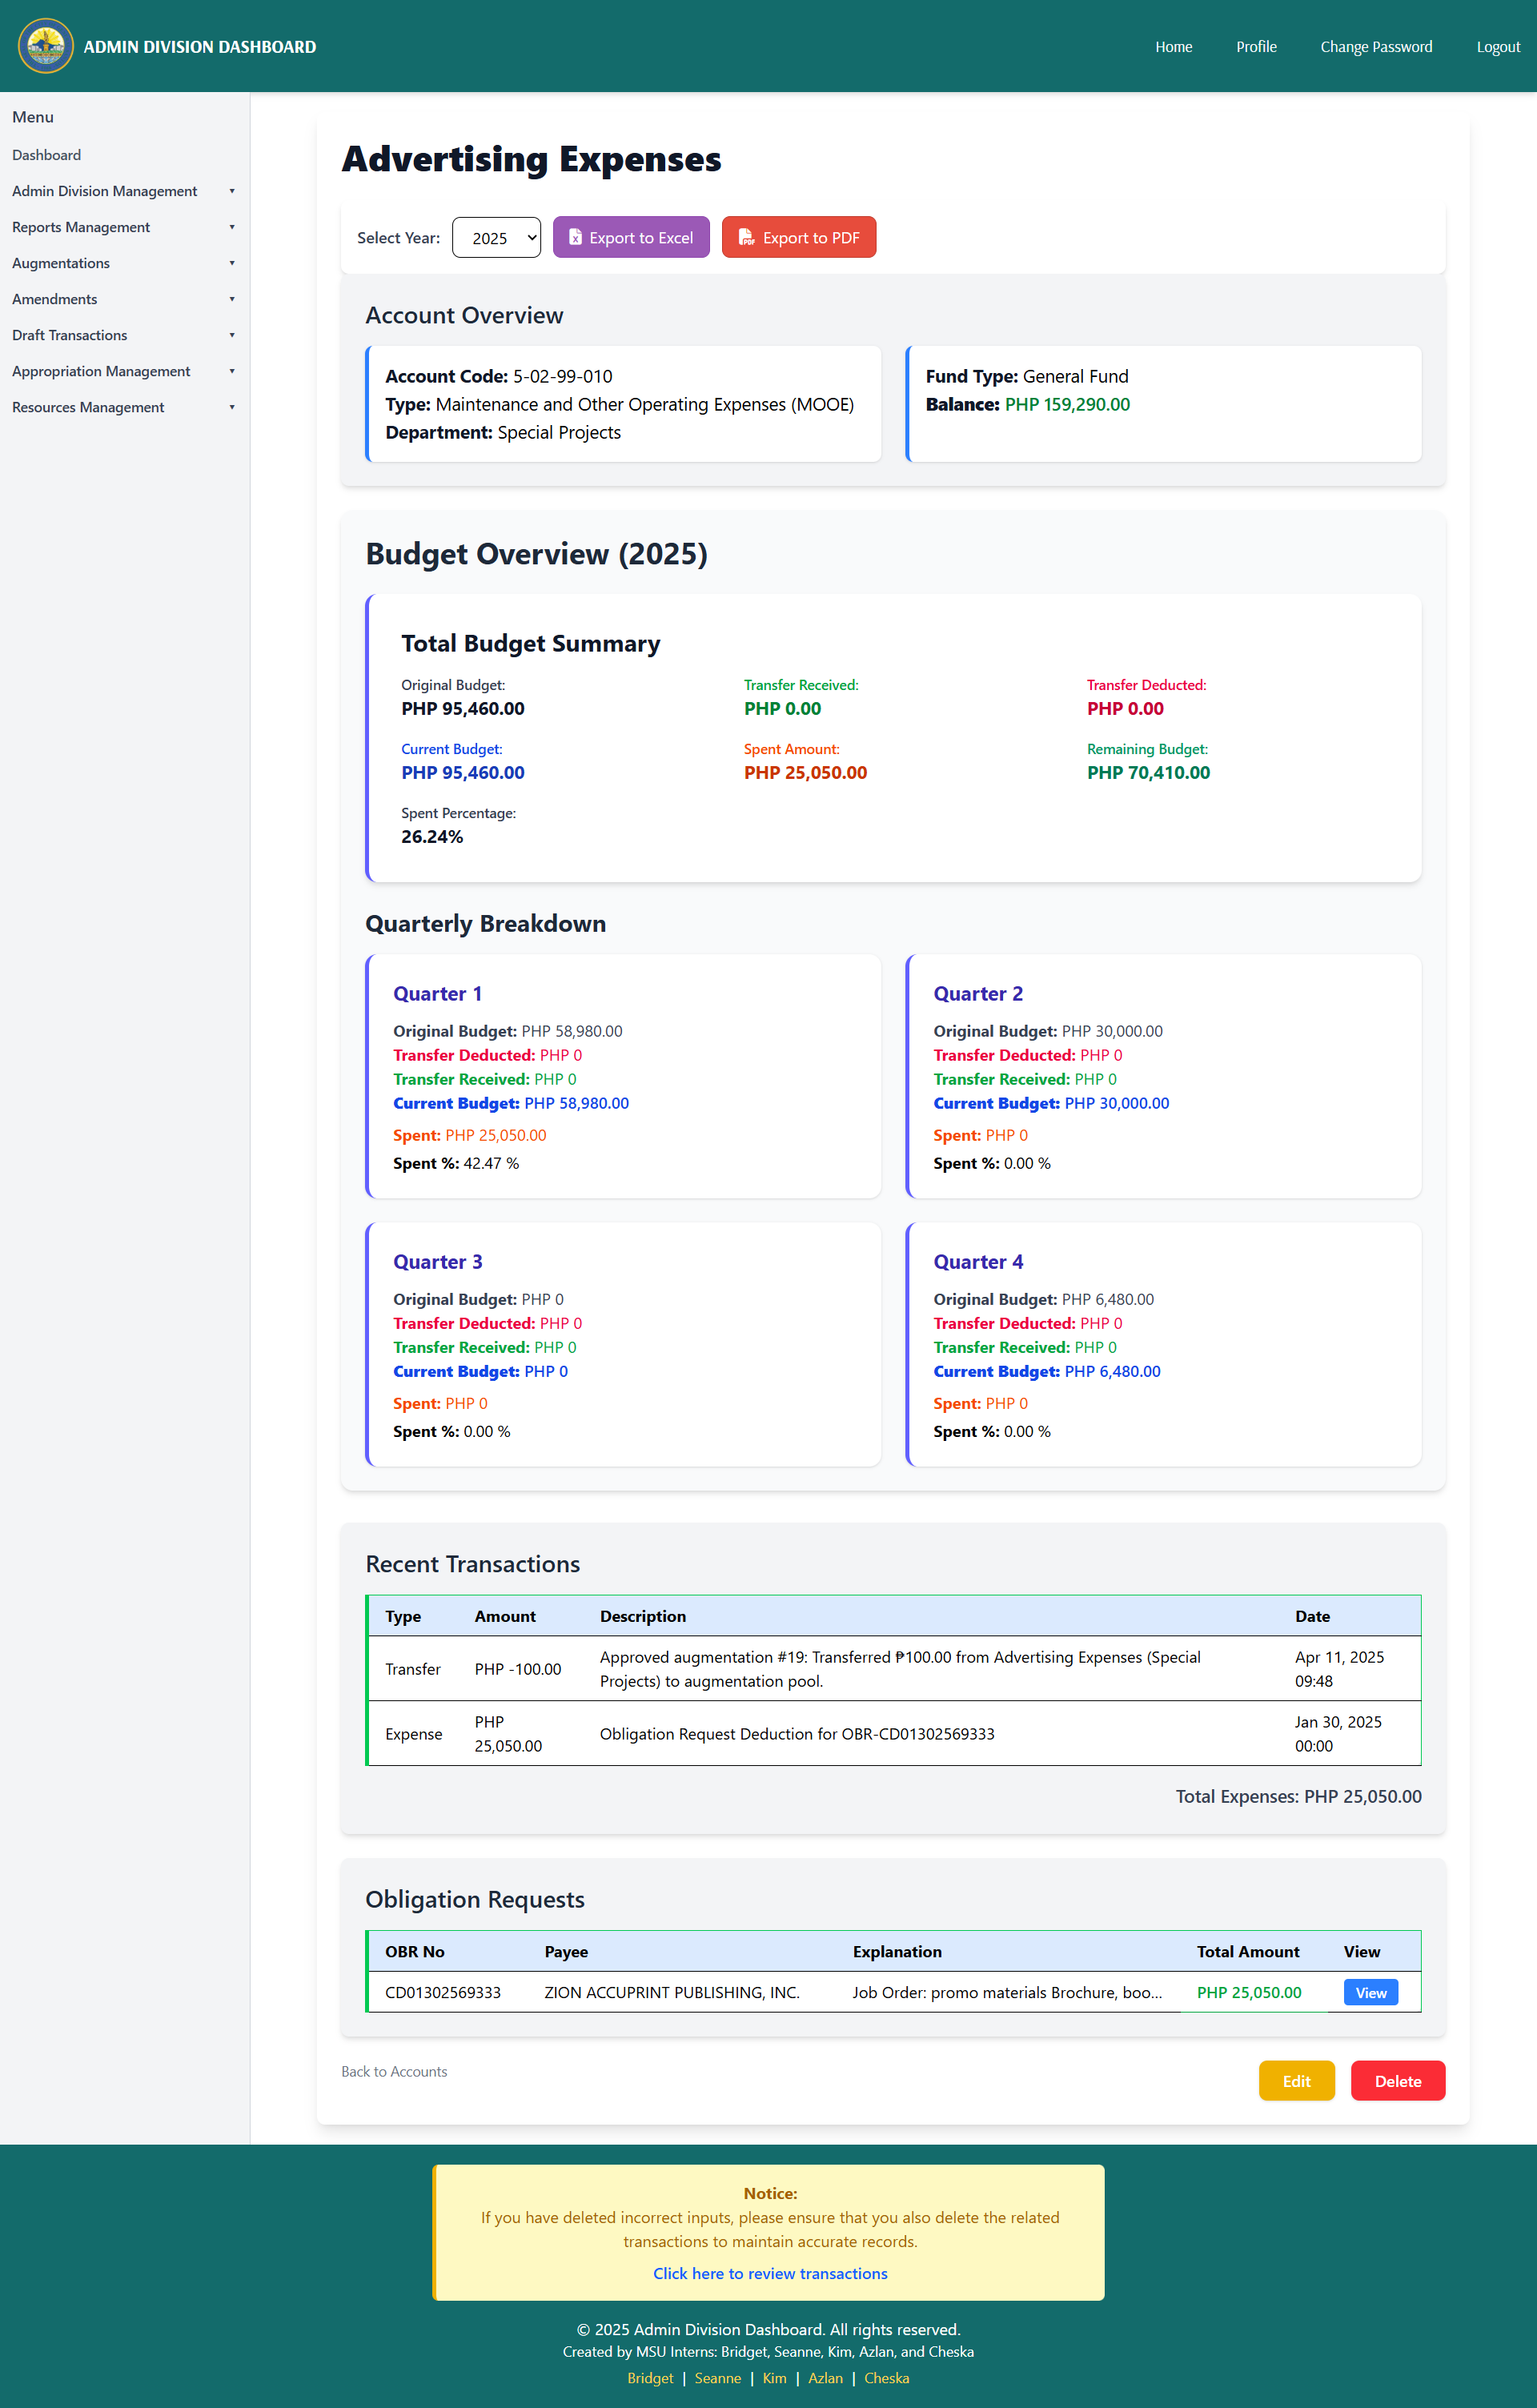 ADMIN DIVISION DASHBOARD
Home Profile Change Password Logout
Menu
Dashboard
Admin Division Management
Reports Management
Augmentations
Amendments
Draft Transactions
Appropriation Management
Resources Management
Advertising Expenses
Select Year: 2025 Export to Excel Export to PDF
Account Overview
Account Code: 5-02-99-010
Type: Maintenance and Other Operating Expenses (MOOE)
Department: Special Projects
Fund Type: General Fund
Balance: PHP 159,290.00
Budget Overview (2025)
Total Budget Summary
Original Budget:
PHP 95,460.00
Transfer Received:
PHP 0.00
Transfer Deducted:
PHP 0.00
Current Budget:
PHP 95,460.00
Spent Amount:
PHP 25,050.00
Remaining Budget:
PHP 70,410.00
Spent Percentage:
26.24%
Quarterly Breakdown
Quarter 1
Original Budget: PHP 58,980.00
Transfer Deducted: PHP 0
Transfer Received: PHP 0
Current Budget: PHP 58,980.00
Spent: PHP 25,050.00
Spent %: 42.47 %
Quarter 2
Original Budget: PHP 30,000.00
Transfer Deducted: PHP 0
Transfer Received: PHP 0
Current Budget: PHP 30,000.00
Spent: PHP 0
Spent %: 0.00 %
Quarter 3
Original Budget: PHP 0
Transfer Deducted: PHP 0
Transfer Received: PHP 0
Current Budget: PHP 0
Spent: PHP 0
Spent %: 0.00 %
Quarter 4
Original Budget: PHP 6,480.00
Transfer Deducted: PHP 0
Transfer Received: PHP 0
Current Budget: PHP 6,480.00
Spent: PHP 0
Spent %: 0.00 %
Recent Transactions
Type Amount Description Date
Transfer PHP -100.00 Approved augmentation #19: Transferred ₱100.00 from Advertising Expenses (Special Apr 11, 2025
Projects) to augmentation pool. 09:48
Expense PHP Obligation Request Deduction for OBR-CD01302569333 Jan 30, 2025
25,050.00 00:00
Total Expenses: PHP 25,050.00
Obligation Requests
OBR No Payee Explanation Total Amount View
CD01302569333 ZION ACCUPRINT PUBLISHING, INC. Job Order: promo materials Brochure, boo... PHP 25,050.00 View
Back to Accounts Edit Delete
Notice:
If you have deleted incorrect inputs, please ensure that you also delete the related
transactions to maintain accurate records.
Click here to review transactions
© 2025 Admin Division Dashboard. All rights reserved.
Created by MSU Interns: Bridget, Seanne, Kim, Azlan, and Cheska
Bridget | Seanne | Kim | Azlan | Cheska